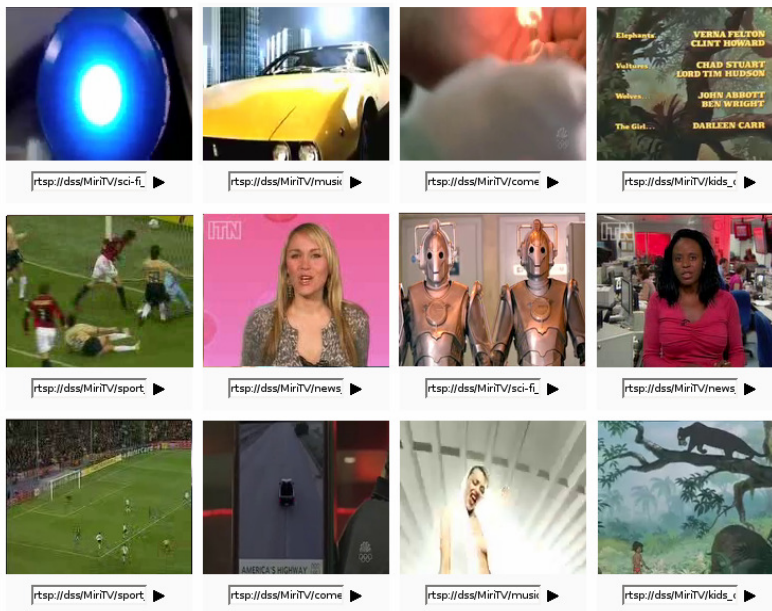 Elephants
VERNA FELTON
CLINT HOWARD
Vultures
CHAD STUART
LORD TIM HUDSON
Wolves...
JOHN ABBOTT
BEN WRIGHT
The Girl...
DARLEEN CARR
rtsp://dss/MiriTV/sci-fi_
rtsp://dss/MiriTV/music
rtsp://dss/MiriTV/come
rtsp://dss/MiriTV/kids_c
ITN
ITN
rtsp://dss/MiriTV/sport_
rtsp://dss/MiriTV/news_
rtsp://dss/MiriTV/sci-fi_
rtsp://dss/MiriTV/news_
AMERICA'S HIGHWAY
rtsp://dss/MiriTV/sport_
rtsp://dss/MiriTV/come
rtsp://dss/MiriTV/music
rtsp://dss/MiriTV/kids_c